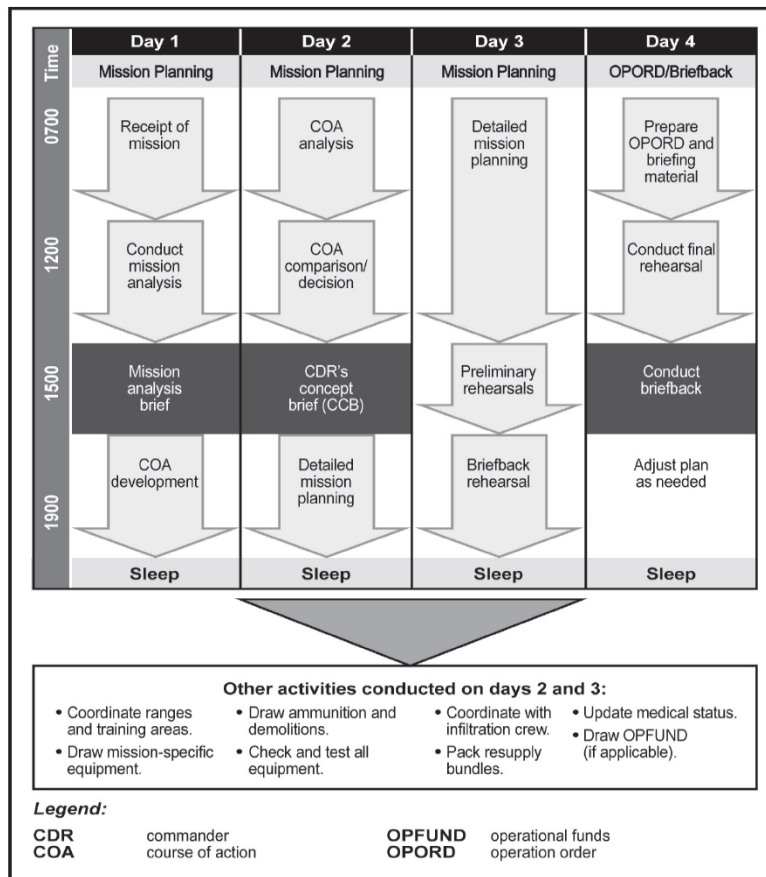 Time
Day 1
Day 2
Day 3
Day 4
Mission Planning
Mission Planning
Mission Planning
OPORD/Briefback
0700
Receipt of
mission
COA
analysis
Detailed
mission
planning
Prepare
OPORD and
briefing
material
1200
Conduct
mission
analysis
COA
comparison/
decision
Conduct final
rehearsal
1500
Mission
analysis
brief
CDR's
concept
brief (CCB)
Preliminary
rehearsals
Conduct
briefback
1900
COA
development
Detailed
mission
planning
Briefback
rehearsal
Adjust plan
as needed
Sleep
Sleep
Sleep
Sleep
Other activities conducted on days 2 and 3:
• Coordinate ranges
and training areas.
• Draw mission-specific
equipment.
• Draw ammunition and
demolitions.
• Check and test all
equipment.
• Coordinate with
infiltration crew.
• Pack resupply
bundles.
• Update medical status.
• Draw OPFUND
(if applicable).
Legend:
CDR commander
COA course of action
OPFUND operational funds
OPORD operation order